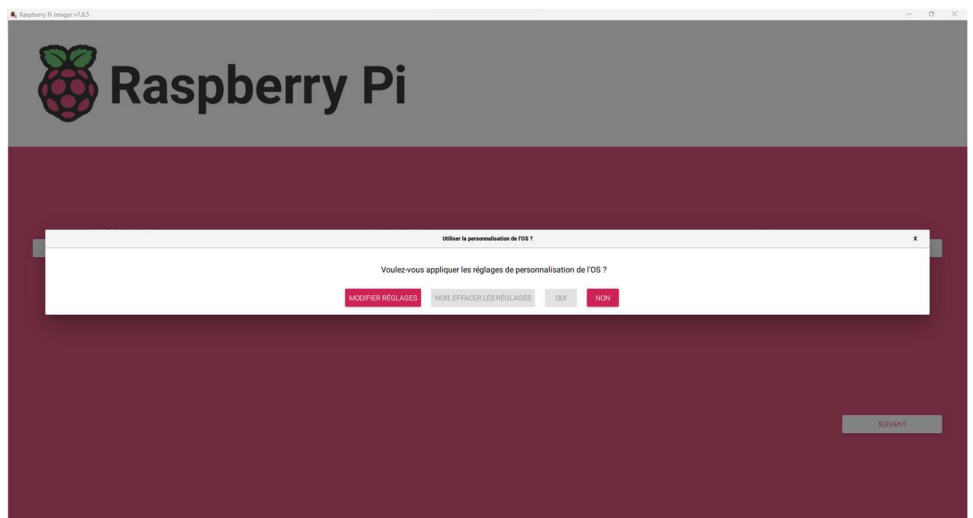 Raspberry Pi Imager v1.8.5
Raspberry Pi
Utiliser la personnalisation de l'OS ?
X
Voulez-vous appliquer les réglages de personnalisation de l'OS ?
MODIFIER RÉGLAGES
NON, EFFACER LES RÉGLAGES
OUI
NON
SUIVANT